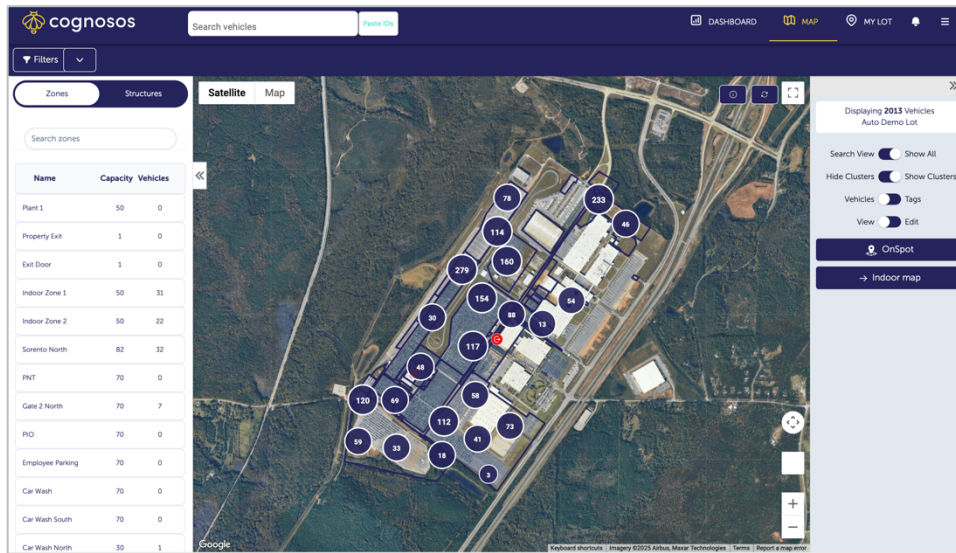 cognosos
Search vehicles
Paste IDs
DASHBOARD
MAP
MY LOT
Filters
Zones
Structures
Search zones
Name Capacity Vehicles
Plant 1 50 0
Property Exit 1 0
Exit Door 1 0
Indoor Zone 1 50 31
Indoor Zone 2 50 22
Sorento North 82 32
PNT 70 0
Gate 2 North 70 7
PIO 70 0
Employee Parking 70 0
Car Wash 70 0
Car Wash South 70 0
Car Wash North 30 1
Satellite Map
78
233
46
114
160
279
154
54
88
30
13
117
48
58
120
69
112
73
59
41
33
18
3
Google
Keyboard shortcuts
Imagery ©2025 Airbus, Maxar Technologies
Terms
Report a map error
Displaying 2013 Vehicles
Auto Demo Lot
Search View Show All
Hide Clusters Show Clusters
Vehicles Tags
View Edit
OnSpot
→ Indoor map